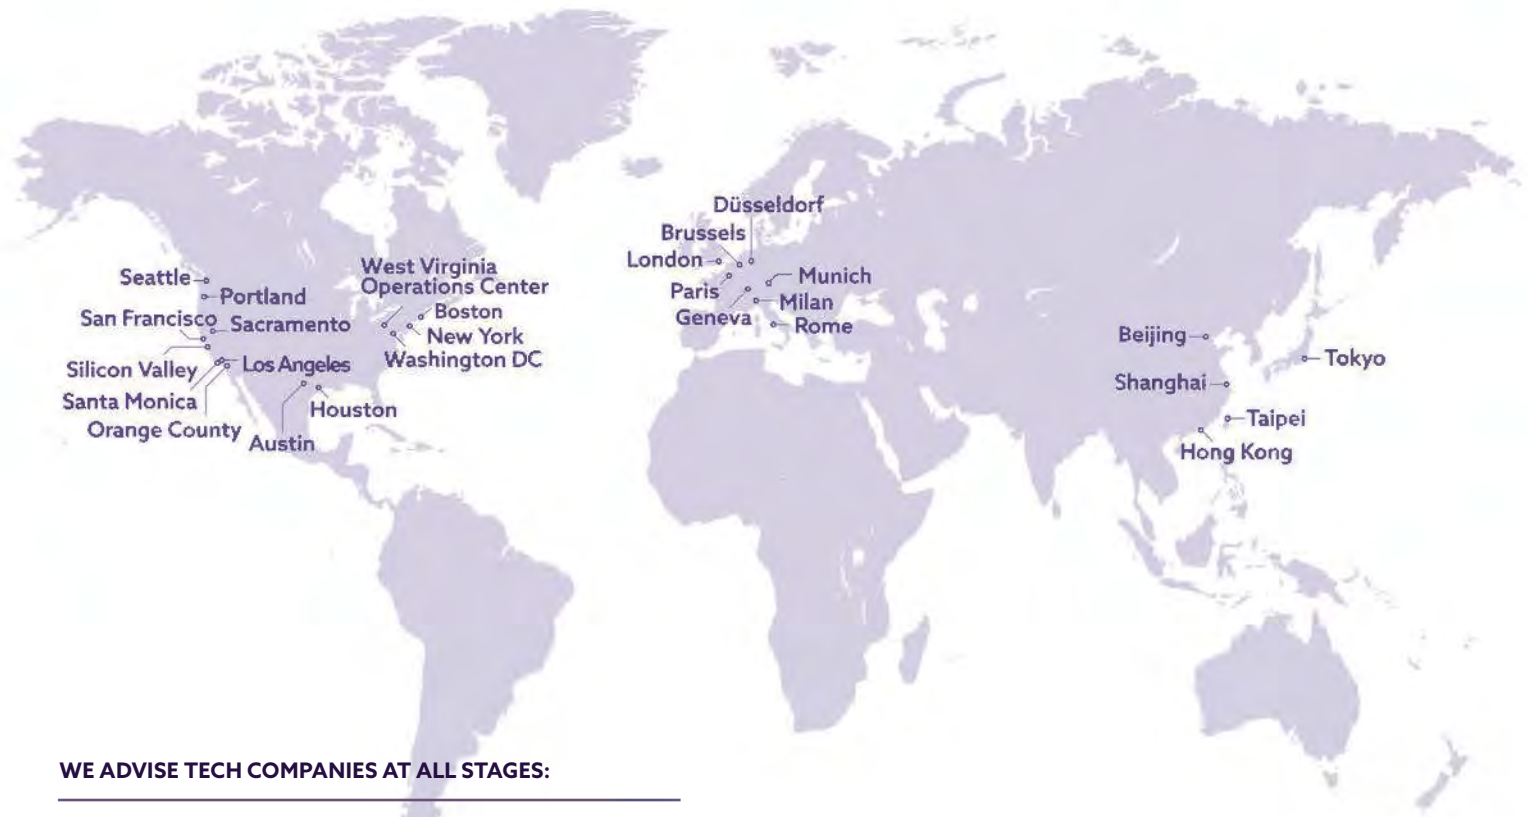 Düsseldorf
Brussels
London
Munich
Paris
Milan
Geneva
Rome
West Virginia
Operations Center
Seattle
Portland
Boston
San Francisco
Sacramento
New York
Washington DC
Silicon Valley
Los Angeles
Santa Monica
Houston
Orange County
Austin
Beijing
Tokyo
Shanghai
Taipei
Hong Kong
WE ADVISE TECH COMPANIES AT ALL STAGES: